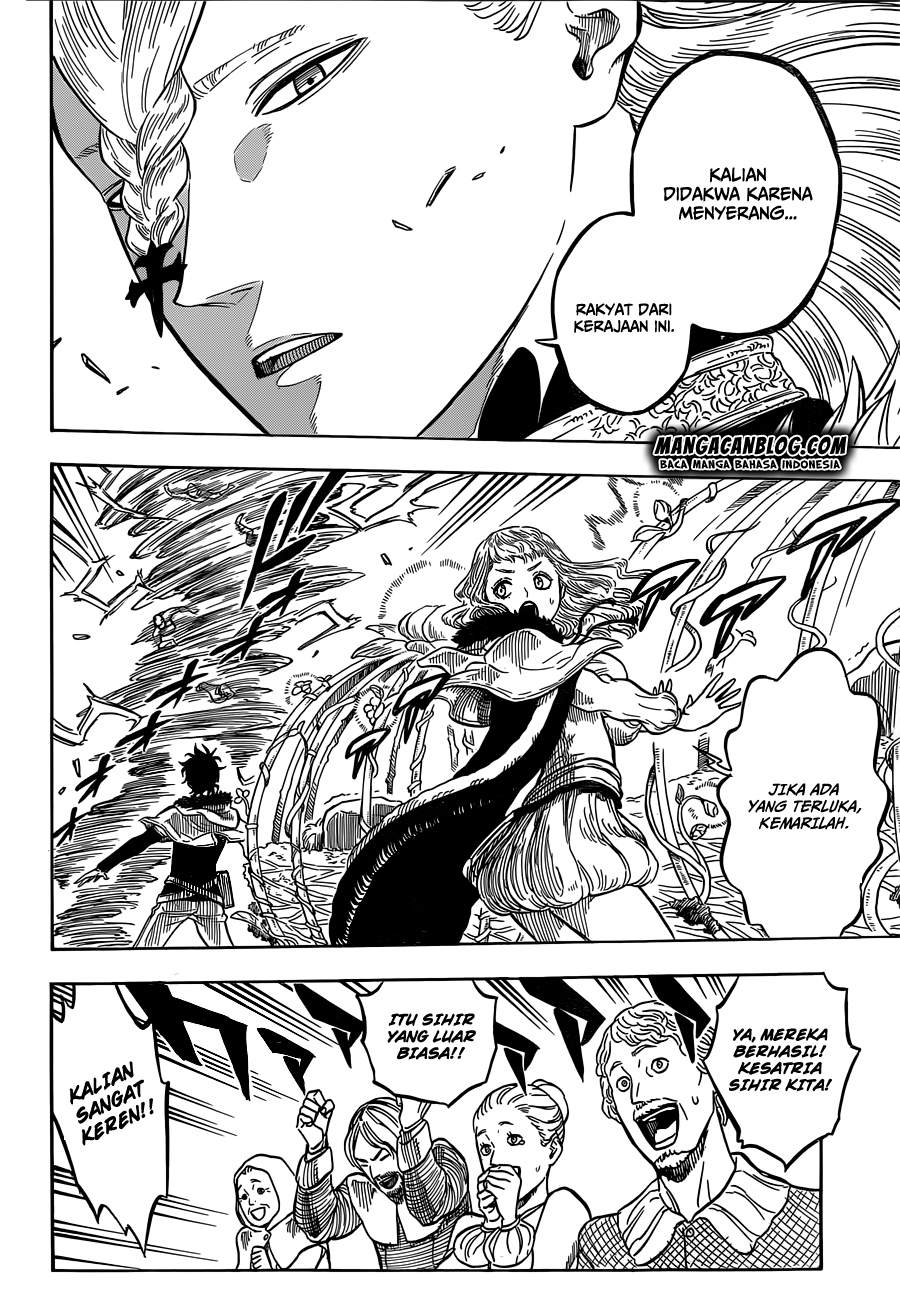 KALIAN
DIDAKWA KARENA
MENYERANG...
RAKYAT DARI
KERAJAAN INI.
MANGACANBLOG.COM
BACA MANGA BAHASA INDONESIA
JIKA ADA
YANG TERLUKA,
KEMARILAH.
YA, MEREKA
BERHASIL!
KESATRIA
SIHIR KITA!
ITU SIHIR
YANG LUAR
BIASA!!
KALIAN
SANGAT
KEREN!!